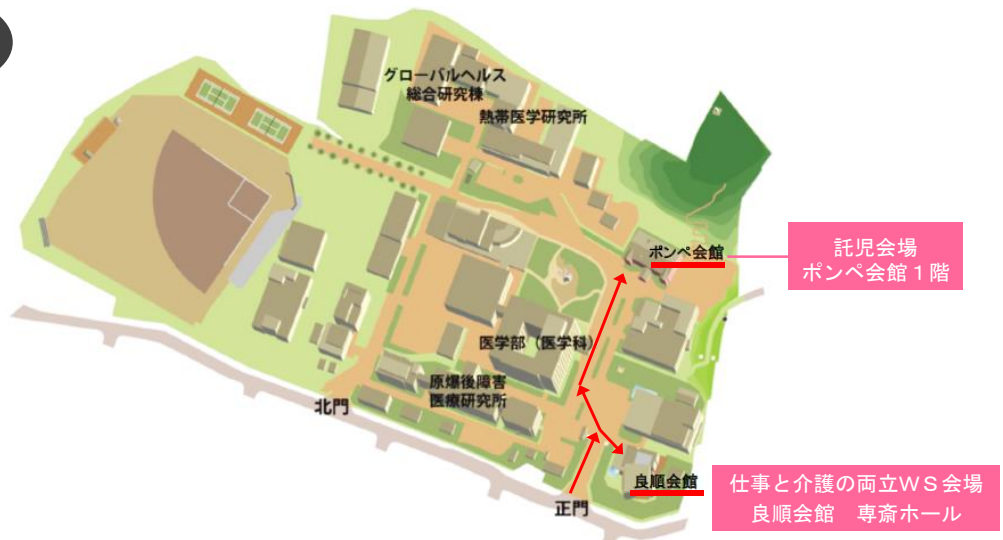 グローバルヘルス
総合研究棟
熱帯医学研究所
ポンペ会館
託児会場
ポンペ会館１階
医学部（医学科）
原爆後障害
医療研究所
北門
良順会館
正門
仕事と介護の両立ＷＳ会場
良順会館　専斎ホール